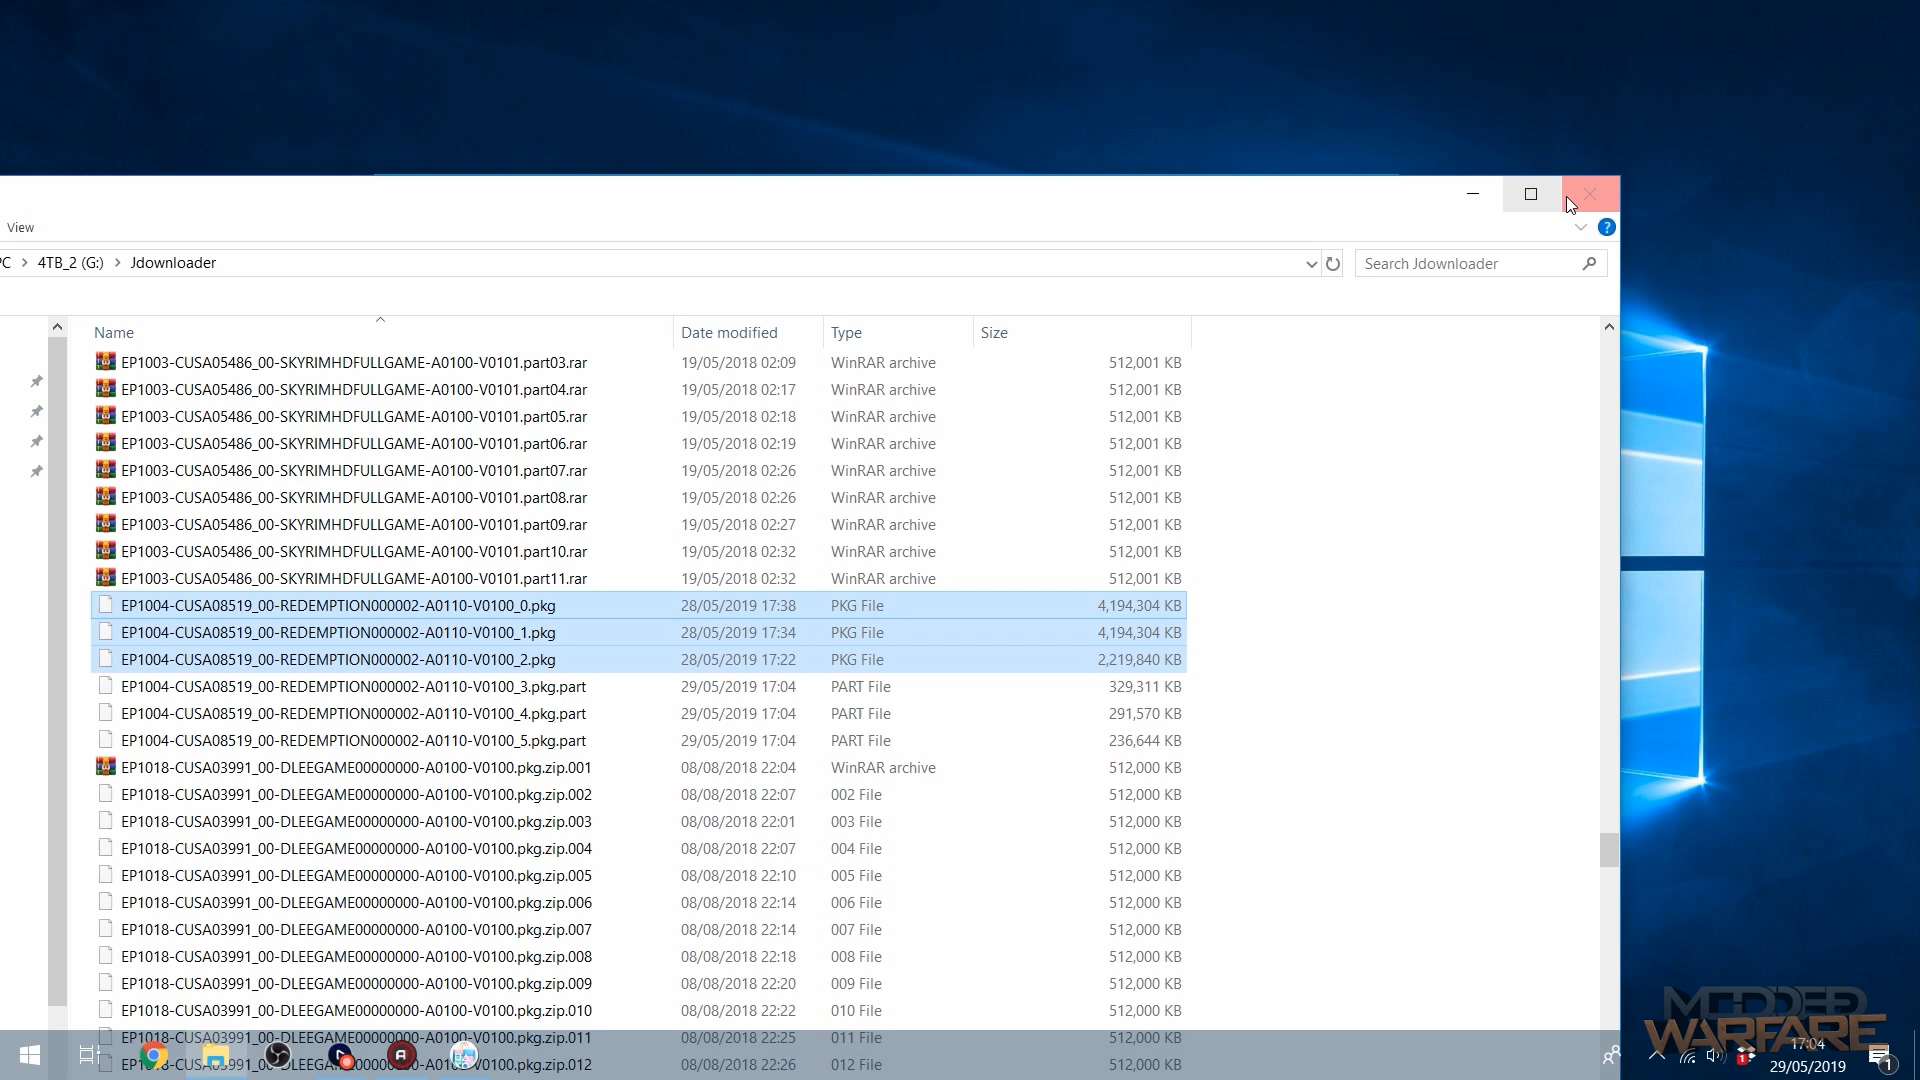 View
PC > 4TB_2 (G:) > Jdownloader
Search Jdownloader
Name Date modified Type Size
EP1003-CUSA05486_00-SKYRIMHDFULLGAME-A0100-V0101.part03.rar 19/05/2018 02:09 WinRAR archive 512,001 KB
EP1003-CUSA05486_00-SKYRIMHDFULLGAME-A0100-V0101.part04.rar 19/05/2018 02:17 WinRAR archive 512,001 KB
EP1003-CUSA05486_00-SKYRIMHDFULLGAME-A0100-V0101.part05.rar 19/05/2018 02:18 WinRAR archive 512,001 KB
EP1003-CUSA05486_00-SKYRIMHDFULLGAME-A0100-V0101.part06.rar 19/05/2018 02:19 WinRAR archive 512,001 KB
EP1003-CUSA05486_00-SKYRIMHDFULLGAME-A0100-V0101.part07.rar 19/05/2018 02:26 WinRAR archive 512,001 KB
EP1003-CUSA05486_00-SKYRIMHDFULLGAME-A0100-V0101.part08.rar 19/05/2018 02:26 WinRAR archive 512,001 KB
EP1003-CUSA05486_00-SKYRIMHDFULLGAME-A0100-V0101.part09.rar 19/05/2018 02:27 WinRAR archive 512,001 KB
EP1003-CUSA05486_00-SKYRIMHDFULLGAME-A0100-V0101.part10.rar 19/05/2018 02:32 WinRAR archive 512,001 KB
EP1003-CUSA05486_00-SKYRIMHDFULLGAME-A0100-V0101.part11.rar 19/05/2018 02:32 WinRAR archive 512,001 KB
EP1004-CUSA08519_00-REDEMPTION000002-A0110-V0100_0.pkg 28/05/2019 17:38 PKG File 4,194,304 KB
EP1004-CUSA08519_00-REDEMPTION000002-A0110-V0100_1.pkg 28/05/2019 17:34 PKG File 4,194,304 KB
EP1004-CUSA08519_00-REDEMPTION000002-A0110-V0100_2.pkg 28/05/2019 17:22 PKG File 2,219,840 KB
EP1004-CUSA08519_00-REDEMPTION000002-A0110-V0100_3.pkg.part 29/05/2019 17:04 PART File 329,311 KB
EP1004-CUSA08519_00-REDEMPTION000002-A0110-V0100_4.pkg.part 29/05/2019 17:04 PART File 291,570 KB
EP1004-CUSA08519_00-REDEMPTION000002-A0110-V0100_5.pkg.part 29/05/2019 17:04 PART File 236,644 KB
EP1018-CUSA03991_00-DLEEGAME00000000-A0100-V0100.pkg.zip.001 08/08/2018 22:04 WinRAR archive 512,000 KB
EP1018-CUSA03991_00-DLEEGAME00000000-A0100-V0100.pkg.zip.002 08/08/2018 22:07 002 File 512,000 KB
EP1018-CUSA03991_00-DLEEGAME00000000-A0100-V0100.pkg.zip.003 08/08/2018 22:01 003 File 512,000 KB
EP1018-CUSA03991_00-DLEEGAME00000000-A0100-V0100.pkg.zip.004 08/08/2018 22:07 004 File 512,000 KB
EP1018-CUSA03991_00-DLEEGAME00000000-A0100-V0100.pkg.zip.005 08/08/2018 22:10 005 File 512,000 KB
EP1018-CUSA03991_00-DLEEGAME00000000-A0100-V0100.pkg.zip.006 08/08/2018 22:14 006 File 512,000 KB
EP1018-CUSA03991_00-DLEEGAME00000000-A0100-V0100.pkg.zip.007 08/08/2018 22:14 007 File 512,000 KB
EP1018-CUSA03991_00-DLEEGAME00000000-A0100-V0100.pkg.zip.008 08/08/2018 22:18 008 File 512,000 KB
EP1018-CUSA03991_00-DLEEGAME00000000-A0100-V0100.pkg.zip.009 08/08/2018 22:20 009 File 512,000 KB
EP1018-CUSA03991_00-DLEEGAME00000000-A0100-V0100.pkg.zip.010 08/08/2018 22:22 010 File 512,000 KB
EP1018-CUSA03991_00-DLEEGAME00000000-A0100-V0100.pkg.zip.011 08/08/2018 22:25 011 File 512,000 KB
EP1018-CUSA03991_00-DLEEGAME00000000-A0100-V0100.pkg.zip.012 08/08/2018 22:26 012 File 512,000 KB
MODDED
WARFARE
17:04
29/05/2019
1
1